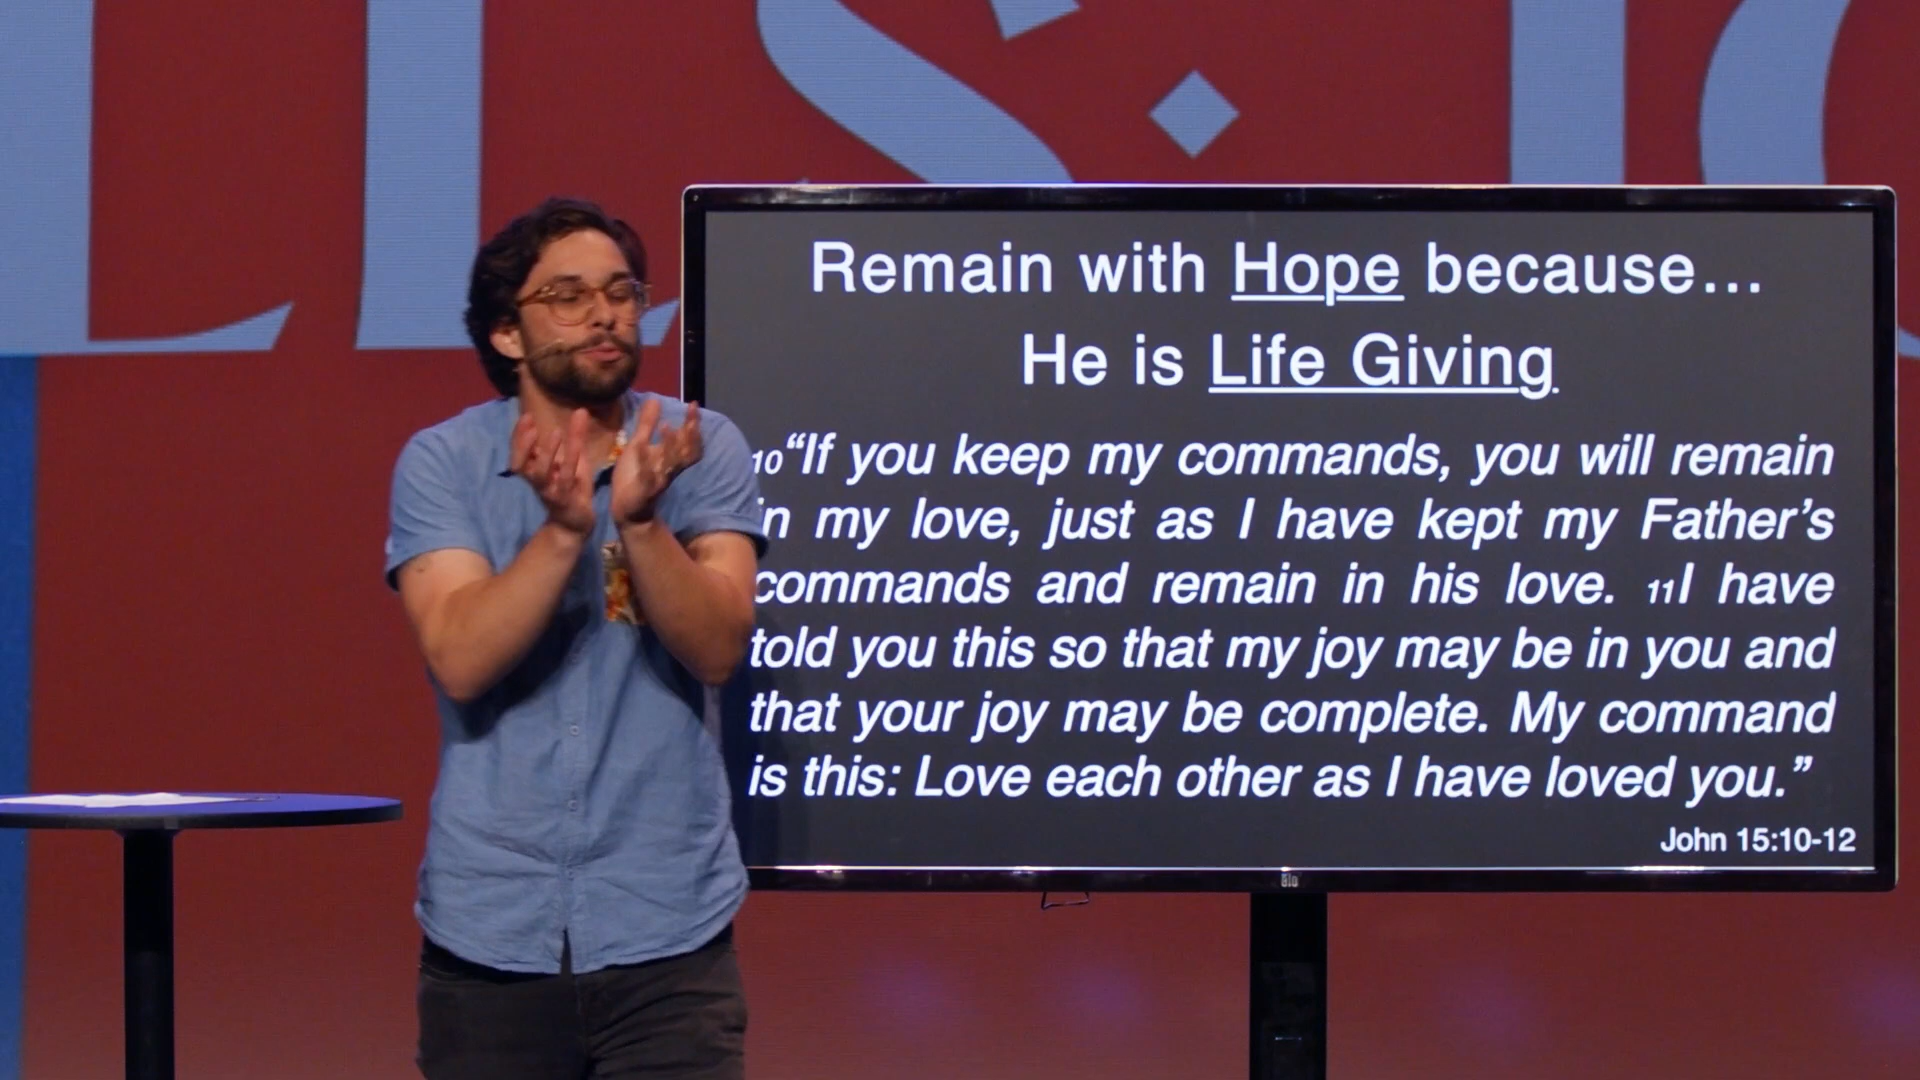 Remain with Hope because...
He is Life Giving
10“If you keep my commands, you will remain
in my love, just as I have kept my Father’s
commands and remain in his love. 11I have
told you this so that my joy may be in you and
that your joy may be complete. My command
is this: Love each other as I have loved you.”
John 15:10-12
elo